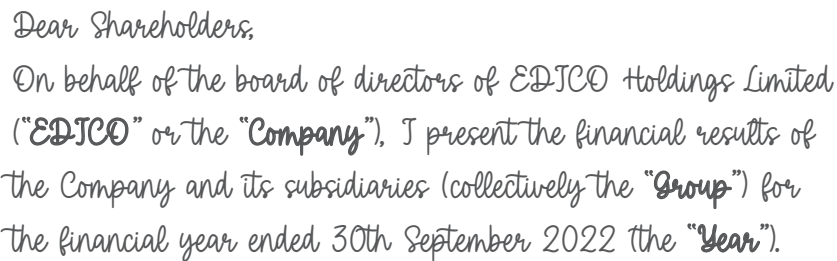 Dear Shareholders,
On behalf of the board of directors of EDICO Holdings Limited
(“EDICO” or the “Company”), I present the financial results of
the Company and its subsidiaries (collectively the “Group”) for
the financial year ended 30th September 2022 (the “Year”).